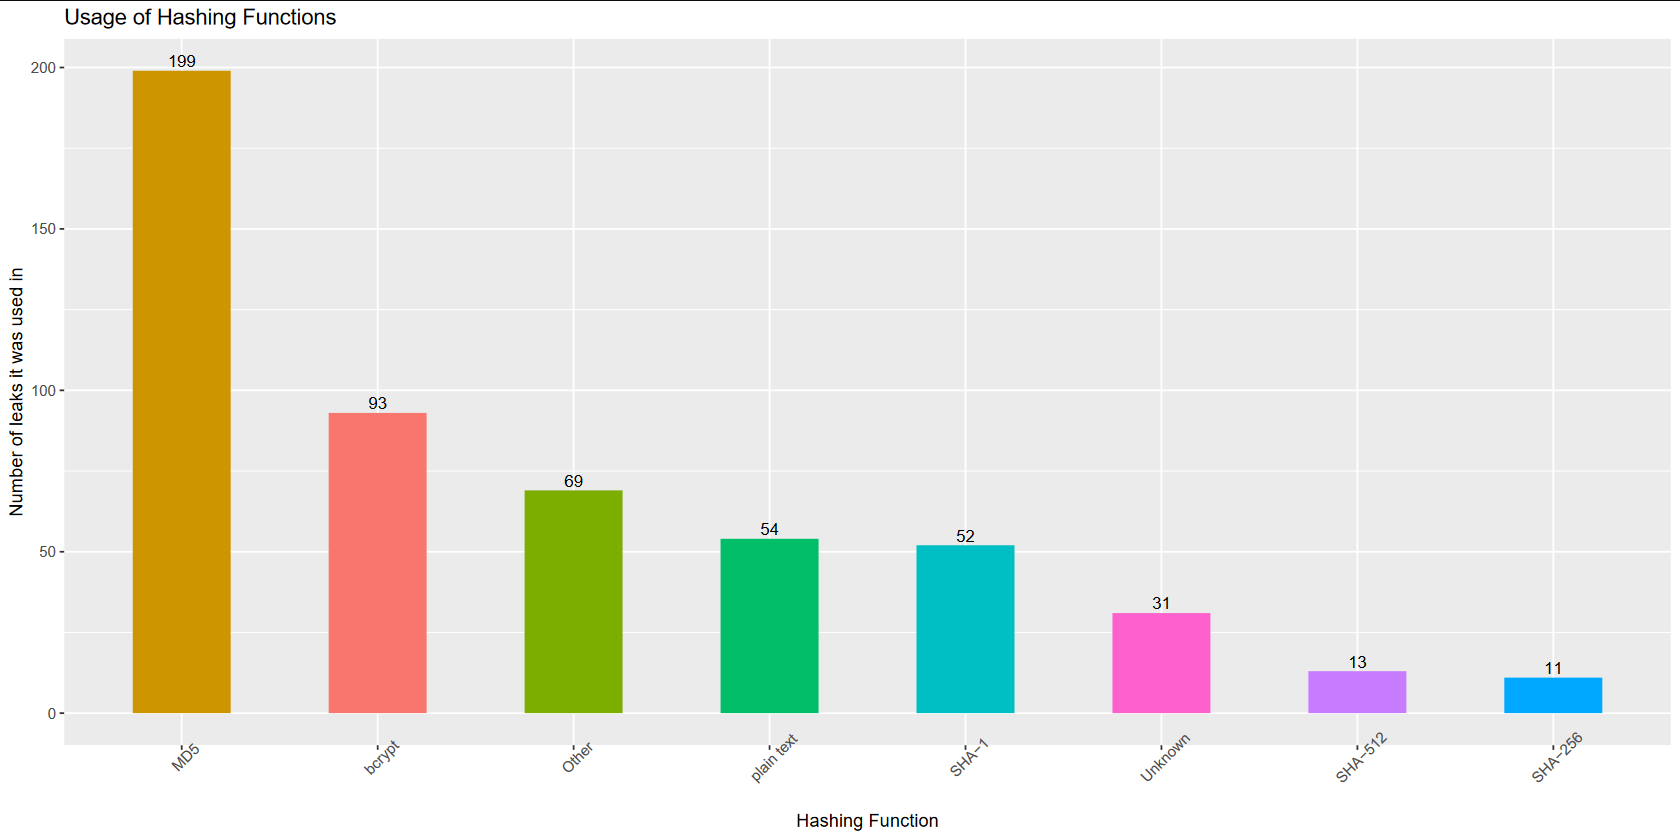 Usage of Hashing Functions
Number of leaks it was used in
200
150
100
50
0
199
93
69
54
52
31
13
11
MD5
bcrypt
Other
plain text
SHA−1
Unknown
SHA−512
SHA−256
Hashing Function